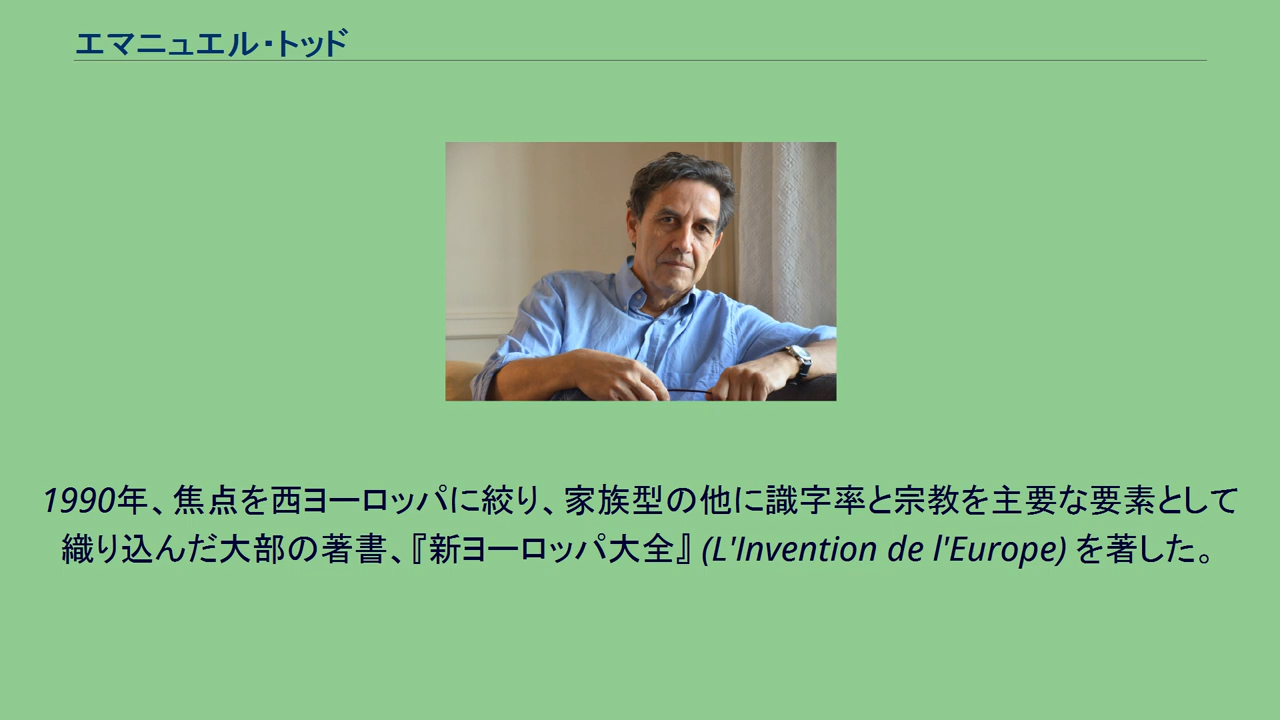 エマニュエル・トッド
1990年、焦点を西ヨーロッパに絞り、家族型の他に識字率と宗教を主要な要素として
織り込んだ大部の著書、『新ヨーロッパ大全』 (L'Invention de l'Europe) を著した。